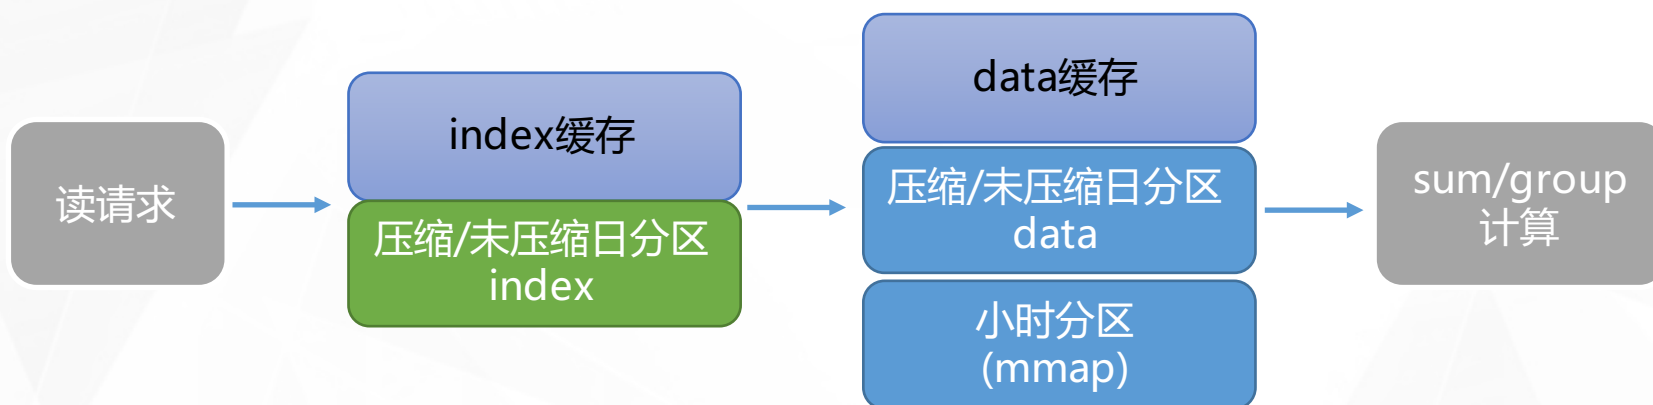 读请求
index缓存
压缩/未压缩日分区
index
data缓存
压缩/未压缩日分区
data
小时分区
(mmap)
sum/group
计算